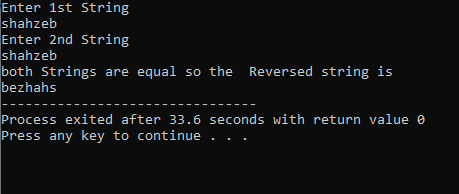 Enter 1st String
shahzeb
Enter 2nd String
shahzeb
both Strings are equal so the  Reversed string is
bezhahs
--------------------------------
Process exited after 33.6 seconds with return value 0
Press any key to continue . . .